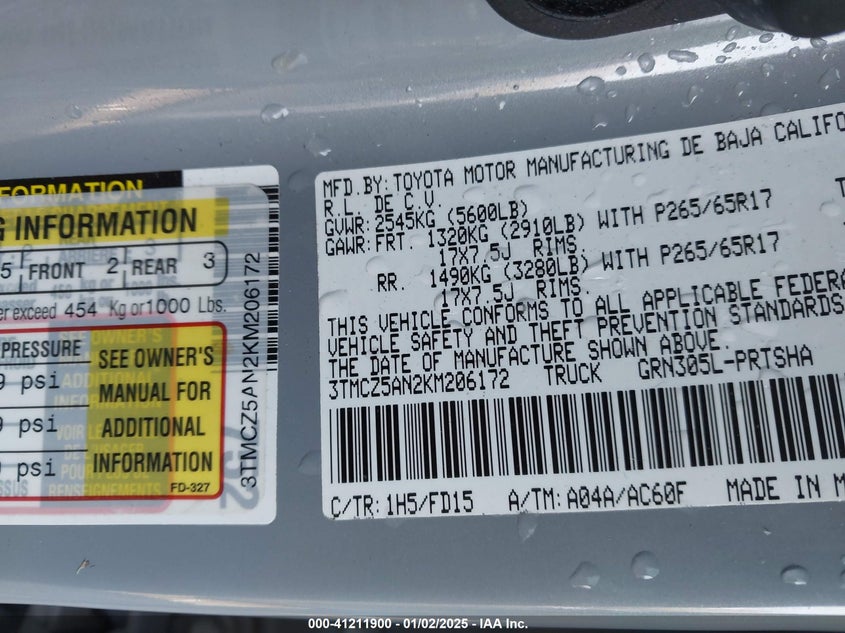 FORMATION
G INFORMATION
5 FRONT 2 REAR 3
er exceed 454 Kg or 1000 Lbs.
PRESSURE
9 psi
9 psi
psi
SEE OWNER'S
MANUAL FOR
ADDITIONAL
INFORMATION
FD-327
3TMCZ5AN2KM206172
MFD.BY: TOYOTA MOTOR MANUFACTURING DE BAJA CALIFO
R.L. DE C.V.
GVWR: 2545KG (5600LB)
GAWR: FRT. 1320KG (2910LB) WITH P265/65R17
17X7.5J RIMS.
RR. 1490KG (3280LB) WITH P265/65R17
17X7.5J RIMS.
THIS VEHICLE CONFORMS TO ALL APPLICABLE FEDERA
VEHICLE SAFETY AND THEFT PREVENTION STANDARDS
THE DATE OF MANUFACTURE SHOWN ABOVE.
3TMCZ5AN2KM206172 TRUCK GRN305L-PRTSHA
C/TR: 1H5/FD15 A/TM: A04A/AC60F MADE IN M
000-41211900 - 01/02/2025 - IAA Inc.